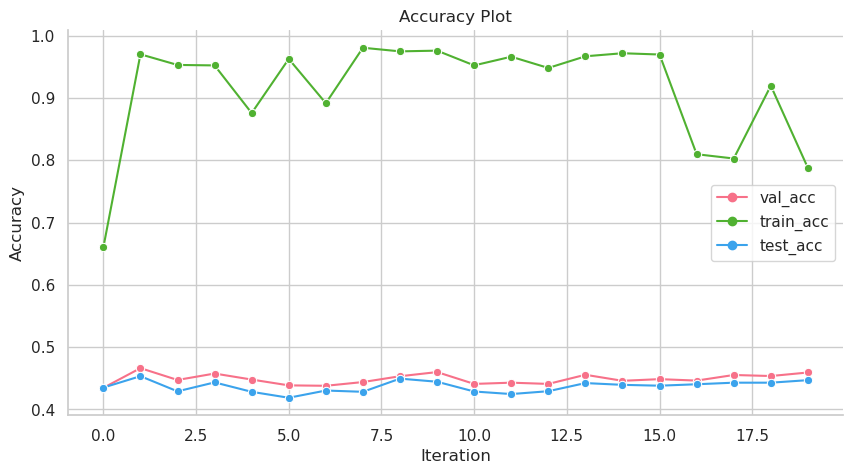 Accuracy Plot
1.0
0.9
0.8
0.7
0.6
0.5
0.4
Accuracy
val_acc
train_acc
test_acc
0.0 2.5 5.0 7.5 10.0 12.5 15.0 17.5
Iteration